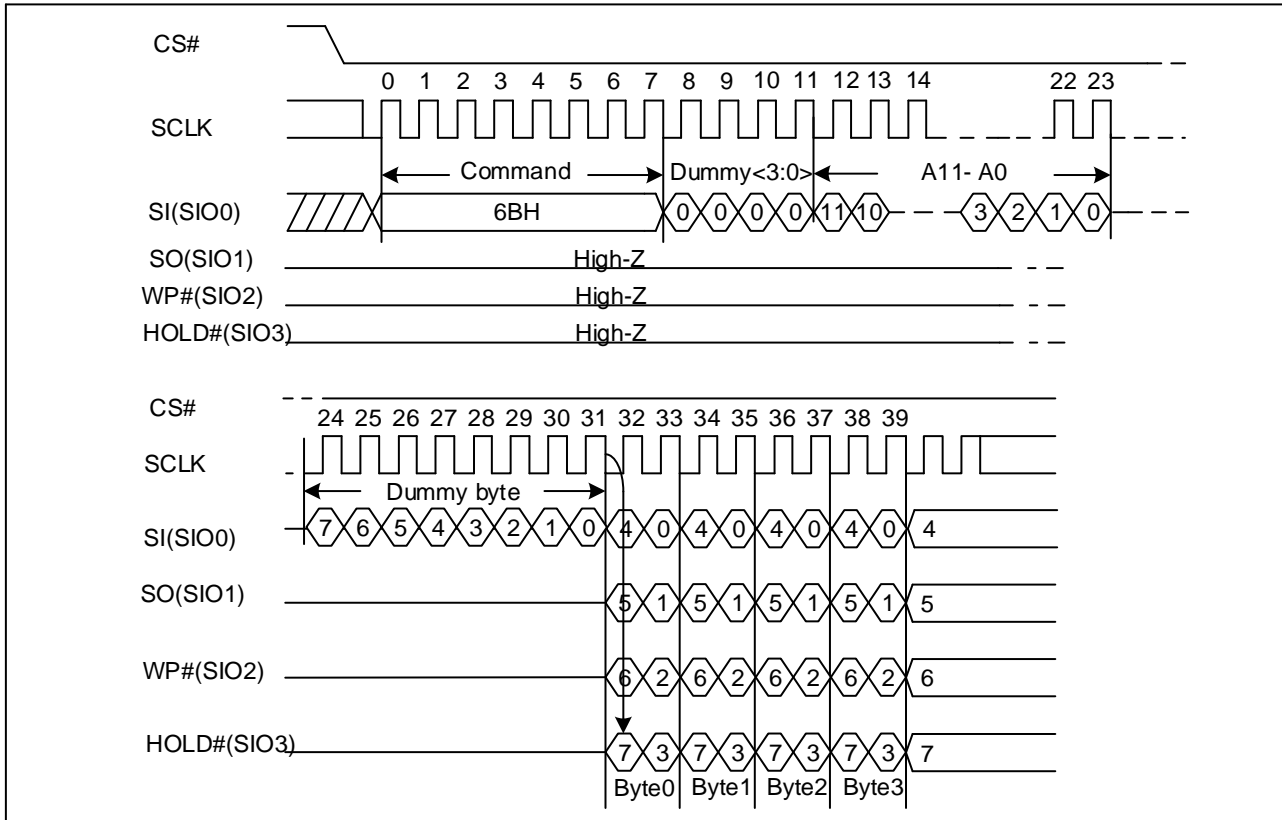 CS#
0 1 2 3 4 5 6 7 8 9 10 11 12 13 14 22 23
SCLK
Command Dummy<3:0> A11- A0
SI(SIO0) 6BH 0 0 0 0 11 10 3 2 1 0
SO(SIO1) High-Z
WP#(SIO2) High-Z
HOLD#(SIO3) High-Z
CS#
24 25 26 27 28 29 30 31 32 33 34 35 36 37 38 39
SCLK
Dummy byte
SI(SIO0) 7 6 5 4 3 2 1 0 4 0 4 0 4 0 4 0 4
SO(SIO1) 5 1 5 1 5 1 5 1 5
WP#(SIO2) 6 2 6 2 6 2 6 2 6
HOLD#(SIO3) 7 3 7 3 7 3 7 3 7
Byte0 Byte1 Byte2 Byte3